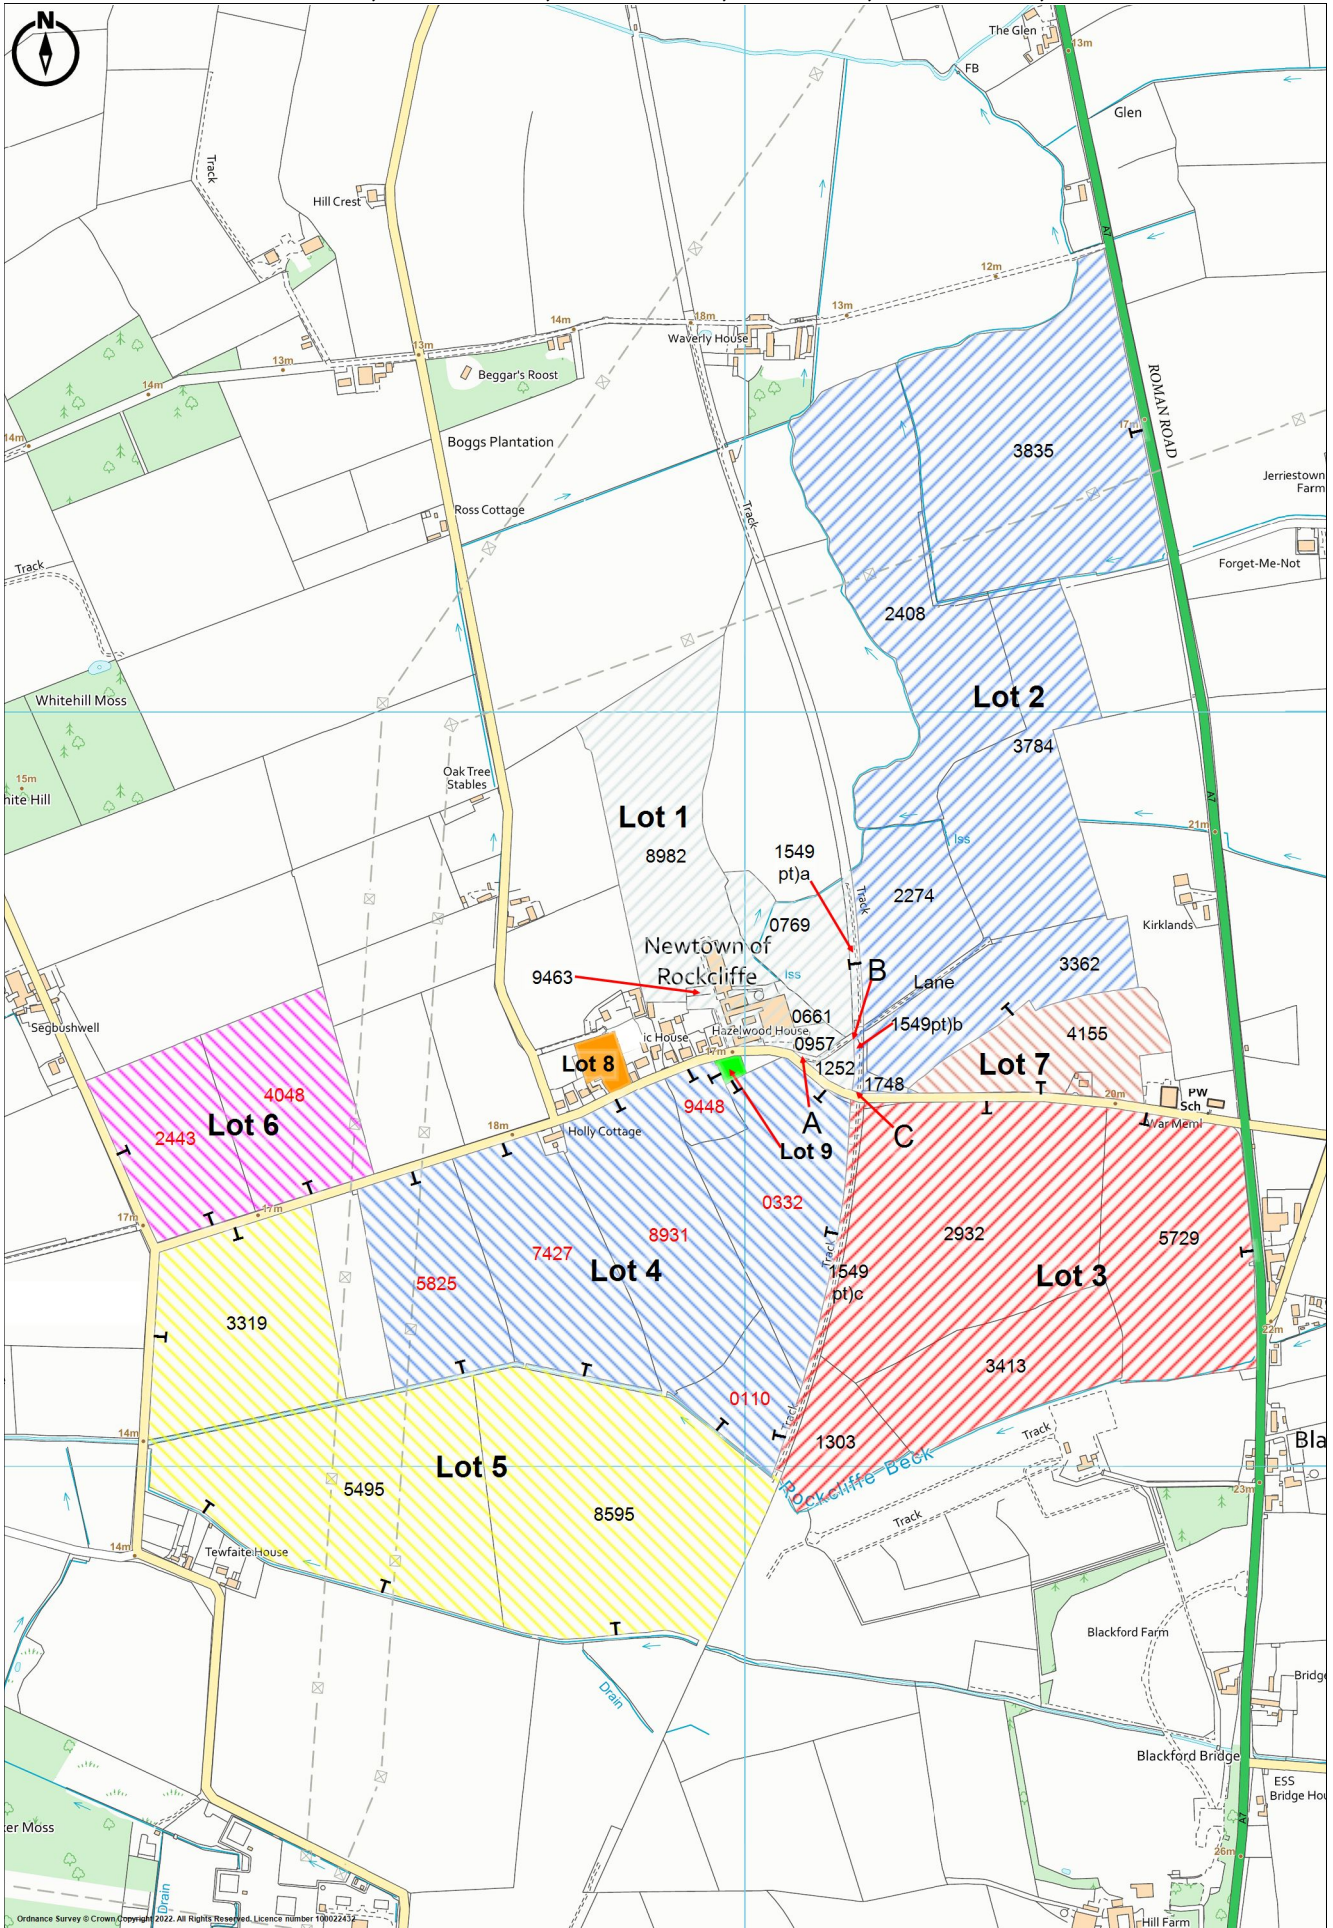 N
The Glen
13m
FB
Glen
Track
Hill Crest
A7
12m
13m
14m
18m
Waverly House
13m
13m
Beggar's Roost
14m
ROMAN ROAD
17m
14m
Boggs Plantation
3835
Jerriestown
Farm
Ross Cottage
Track
Track
Forget-Me-Not
2408
Whitehill Moss
Lot 2
3784
15m
hite Hill
Oak Tree
Stables
A7
Lot 1
8982
21m
Iss
1549
pt)a
Track
2274
0769
Kirklands
Newtown of
Rockcliffe
9463
Iss
B
3362
Lane
0661
1549pt)b
Segbushwell
ic House
Hazelwood House
0957
4155
17m
Lot 8
1252
Lot 7
1748
20m
PW
Sch
War Meml
4048
9448
2443
Lot 6
18m
Holly Cottage
A
C
Lot 9
17m
17m
0332
2932
5729
8931
7427
Lot 4
Track
1549
pt)c
Lot 3
5825
3319
22m
3413
0110
Track
14m
1303
Track
Bla
Lot 5
Rockcliffe Beck
5495
8595
23m
Track
14m
Tewfaite House
Blackford Farm
Bridge
Drain
Blackford Bridge
ESS
Bridge Hou
A7
ker Moss
26m
Drain
Hill Farm
Ordnance Survey © Crown Copyright 2022. All Rights Reserved. Licence number 100022432